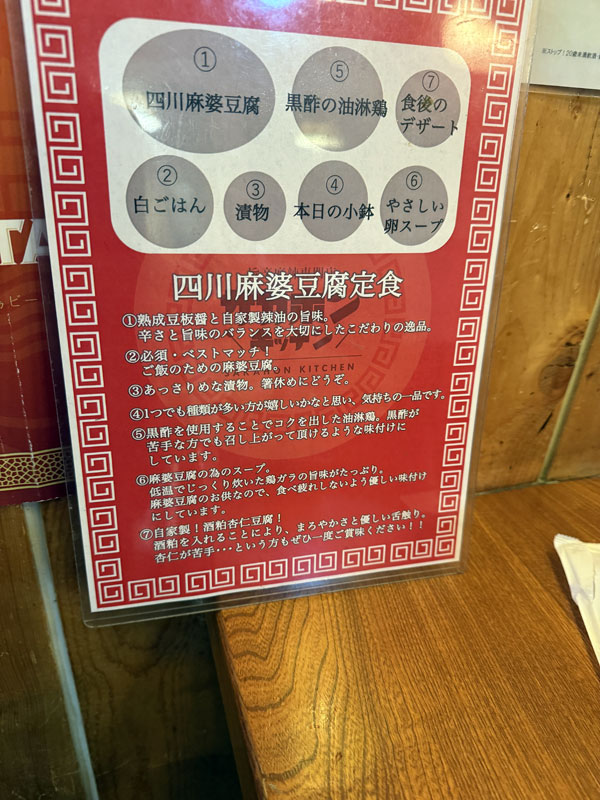 ①
四川麻婆豆腐
⑤
黒酢の油淋鶏
⑦
食後の
デザート
②
白ごはん
③
漬物
④
本日の小鉢
⑥
やさしい
卵スープ
四川麻婆豆腐定食
①熟成豆板醤と自家製辣油の旨味。
辛さと旨味のバランスを大切にしたこだわりの逸品。
②必須・ベストマッチ！
ご飯のための麻婆豆腐。
KITCHEN
③あっさりめな漬物。箸休めにどうぞ。
④1つでも種類が多い方が嬉しいかなと思い、気持ちの一品です。
⑤黒酢を使用することでコクを出した油淋鶏。黒酢が
苦手な方でも召し上がって頂けるような味付けに
しています。
⑥麻婆豆腐の為のスープ。
低温でじっくり炊いた鶏ガラの旨味がたっぷり。
麻婆豆腐のお供なので、食べ疲れしないよう優しい味付け
にしています。
⑦自家製！酒粕杏仁豆腐！
酒粕を入れることにより、まろやかさと優しい舌触り。
杏仁が苦手･･･という方もぜひ一度ご賞味ください！！